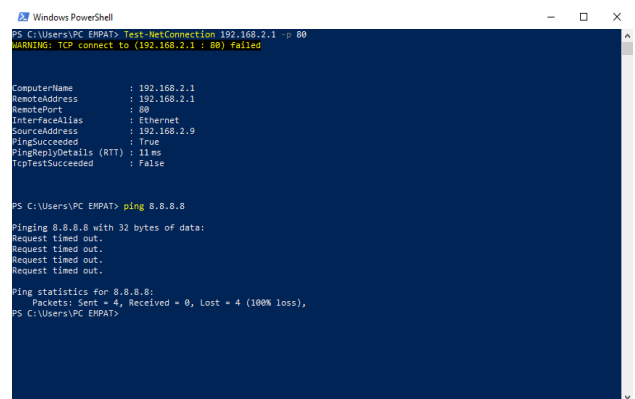 Windows PowerShell
PS C:\Users\PC EMPAT> Test-NetConnection 192.168.2.1 -p 80
WARNING: TCP connect to (192.168.2.1 : 80) failed
ComputerName           : 192.168.2.1
RemoteAddress          : 192.168.2.1
RemotePort             : 80
InterfaceAlias         : Ethernet
SourceAddress          : 192.168.2.9
PingSucceeded          : True
PingReplyDetails (RTT) : 11 ms
TcpTestSucceeded       : False
PS C:\Users\PC EMPAT> ping 8.8.8.8
Pinging 8.8.8.8 with 32 bytes of data:
Request timed out.
Request timed out.
Request timed out.
Request timed out.
Ping statistics for 8.8.8.8:
    Packets: Sent = 4, Received = 0, Lost = 4 (100% loss),
PS C:\Users\PC EMPAT>